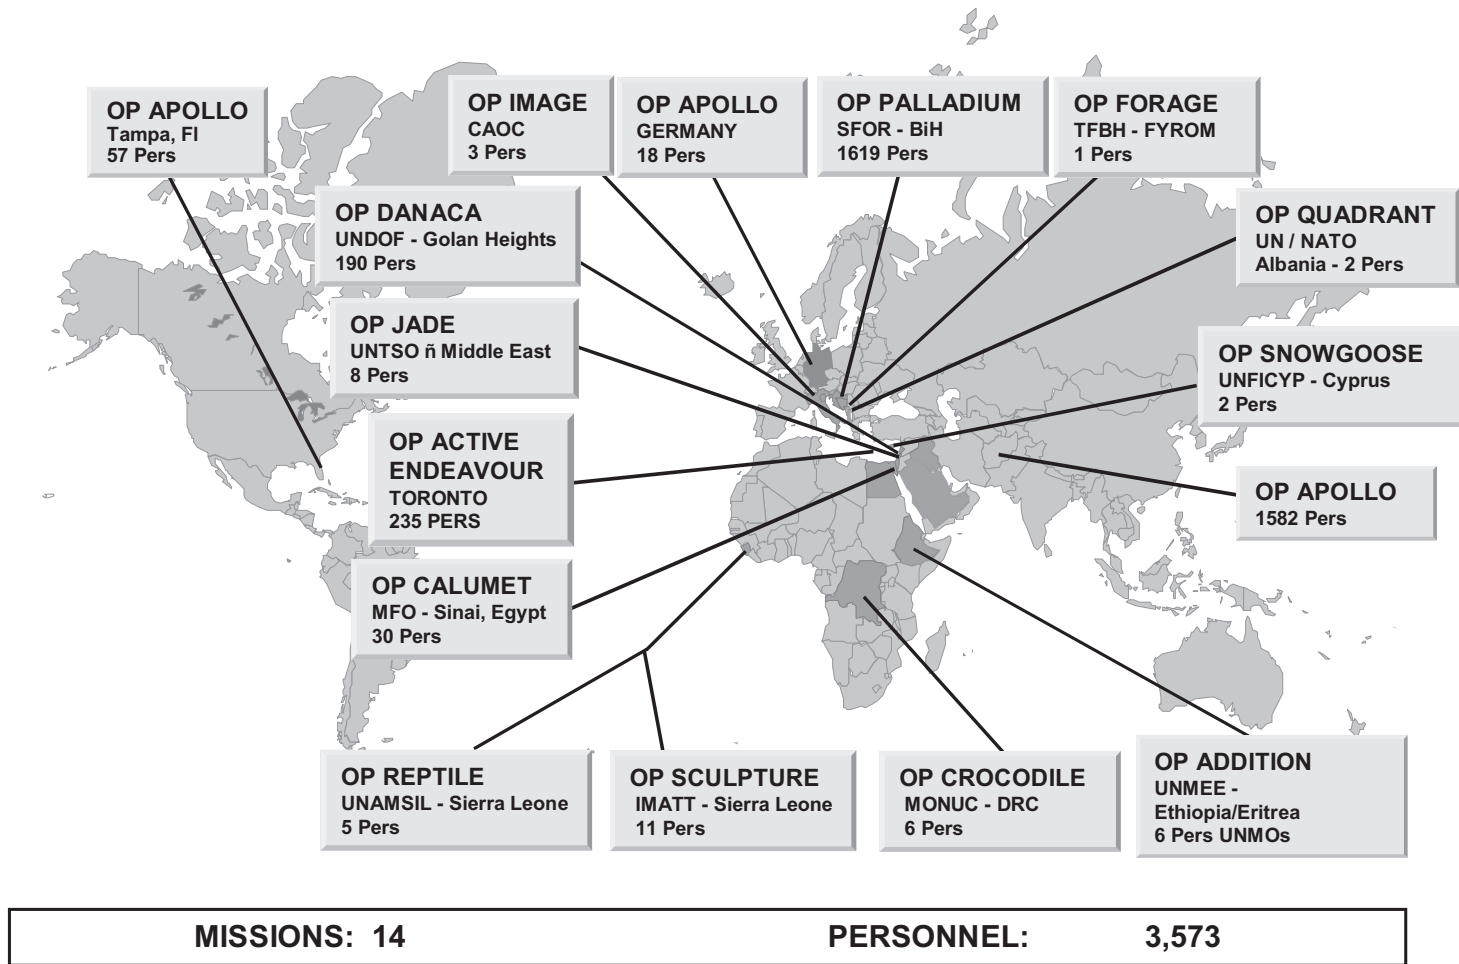 OP APOLLO
Tampa, Fl
57 Pers
OP IMAGE
CAOC
3 Pers
OP APOLLO
GERMANY
18 Pers
OP PALLADIUM
SFOR - BiH
1619 Pers
OP FORAGE
TFBH - FYROM
1 Pers
OP DANACA
UNDOF - Golan Heights
190 Pers
OP QUADRANT
UN / NATO
Albania - 2 Pers
OP JADE
UNTSO ñ Middle East
8 Pers
OP SNOWGOOSE
UNFICYP - Cyprus
2 Pers
OP ACTIVE
ENDEAVOUR
TORONTO
235 PERS
OP APOLLO
1582 Pers
OP CALUMET
MFO - Sinai, Egypt
30 Pers
OP REPTILE
UNAMSIL - Sierra Leone
5 Pers
OP SCULPTURE
IMATT - Sierra Leone
11 Pers
OP CROCODILE
MONUC - DRC
6 Pers
OP ADDITION
UNMEE -
Ethiopia/Eritrea
6 Pers UNMOs
MISSIONS: 14 PERSONNEL: 3,573